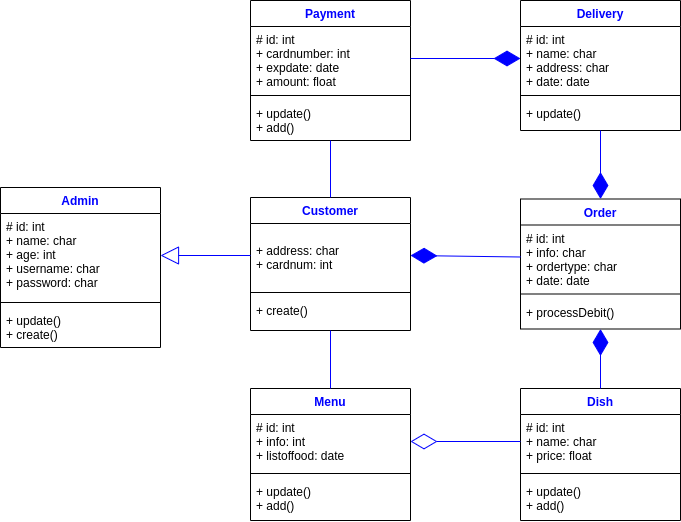 Payment
# id: int
+ cardnumber: int
+ expdate: date
+ amount: float
+ update()
+ add()
Delivery
# id: int
+ name: char
+ address: char
+ date: date
+ update()
Admin
# id: int
+ name: char
+ age: int
+ username: char
+ password: char
+ update()
+ create()
Customer
+ address: char
+ cardnum: int
+ create()
Order
# id: int
+ info: char
+ ordertype: char
+ date: date
+ processDebit()
Menu
# id: int
+ info: int
+ listoffood: date
+ update()
+ add()
Dish
# id: int
+ name: char
+ price: float
+ update()
+ add()